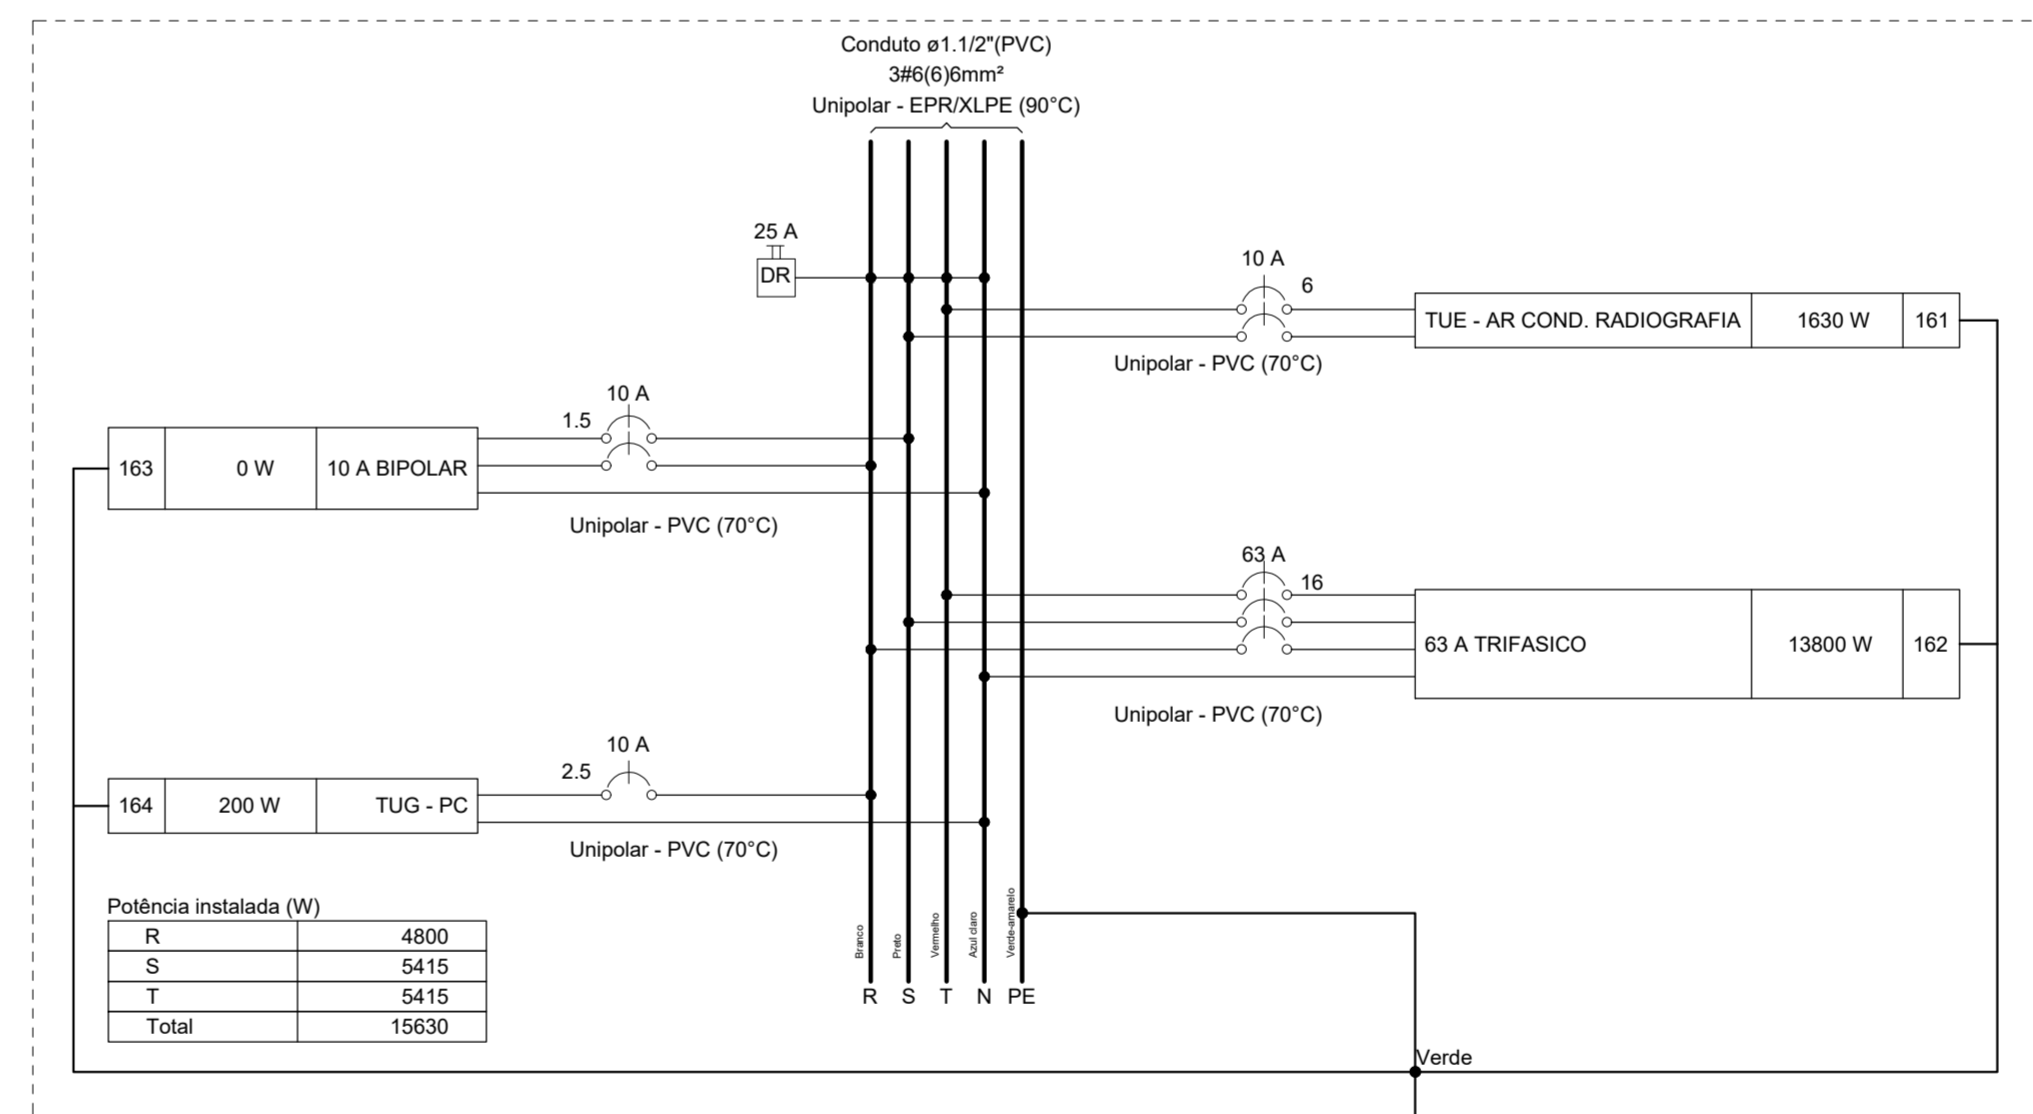 Conduto ø1.1/2"(PVC)
3#6(6)6mm²
Unipolar - EPR/XLPE (90°C)
25 A
DR
10 A
6
TUE - AR COND. RADIOGRAFIA 1630 W 161
Unipolar - PVC (70°C)
10 A
1.5
163 0 W 10 A BIPOLAR
Unipolar - PVC (70°C)
63 A
16
63 A TRIFASICO 13800 W 162
Unipolar - PVC (70°C)
10 A
2.5
164 200 W TUG - PC
Unipolar - PVC (70°C)
Potência instalada (W)
R 4800
S 5415
T 5415
Total 15630
Branco
Preto
Vermelho
Azul claro
Verde-amarelo
R S T N PE
Verde